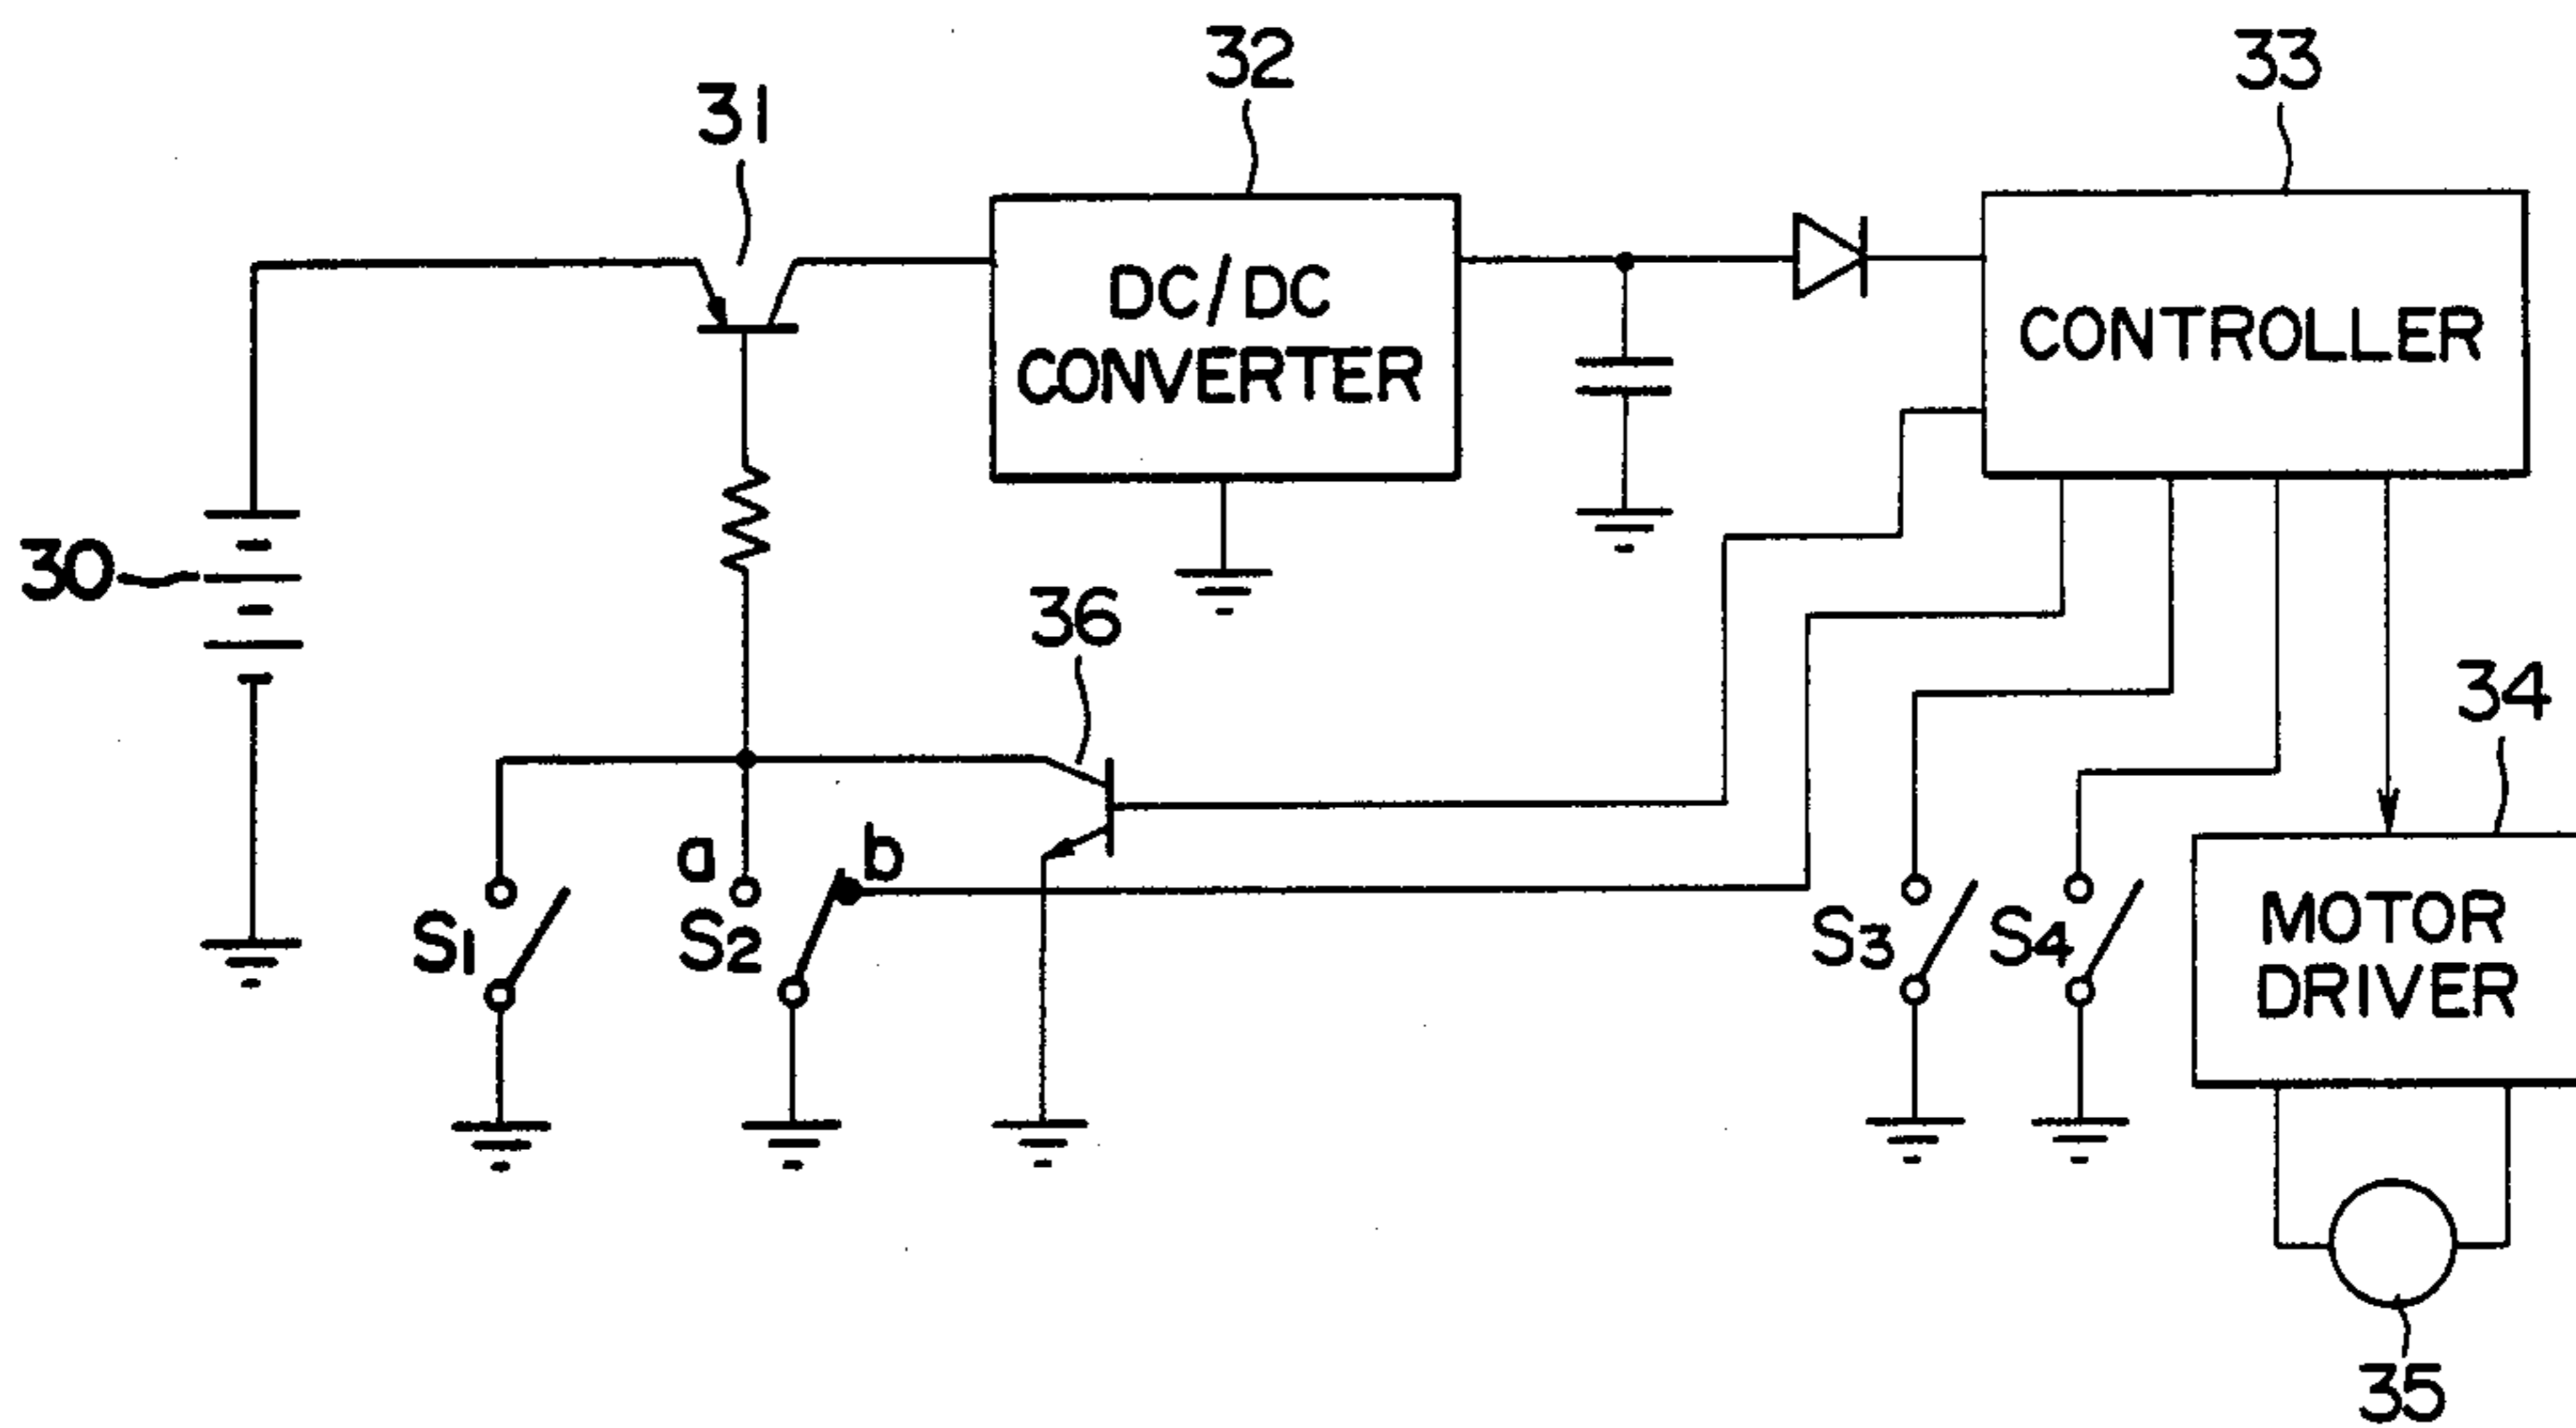 31
32
33
DC/DC
CONVERTER
CONTROLLER
30
36
34
a
b
S1
S2
S3
S4
MOTOR
DRIVER
35